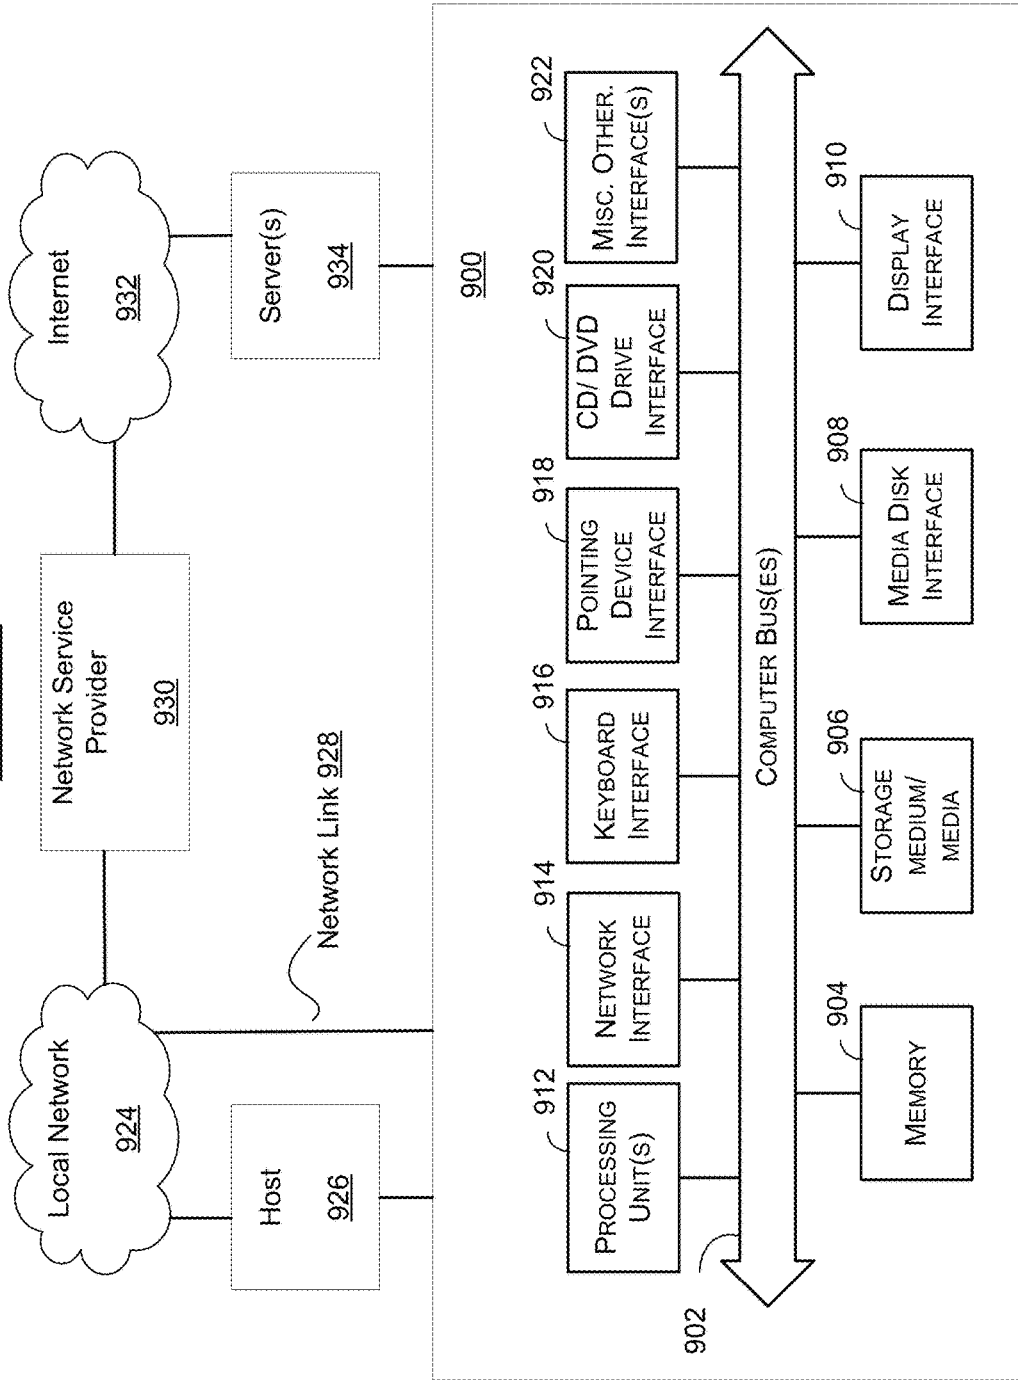 Local Network
924
Network Service
Provider
930
Internet
932
Host
926
Network Link 928
Server(s)
934
900
912
914
916
918
920
922
PROCESSING
UNIT(S)
NETWORK
INTERFACE
KEYBOARD
INTERFACE
POINTING
DEVICE
INTERFACE
CD/ DVD
DRIVE
INTERFACE
MISC. OTHER.
INTERFACE(S)
902
COMPUTER BUS(ES)
904
906
908
910
MEMORY
STORAGE
MEDIUM/
MEDIA
MEDIA DISK
INTERFACE
DISPLAY
INTERFACE